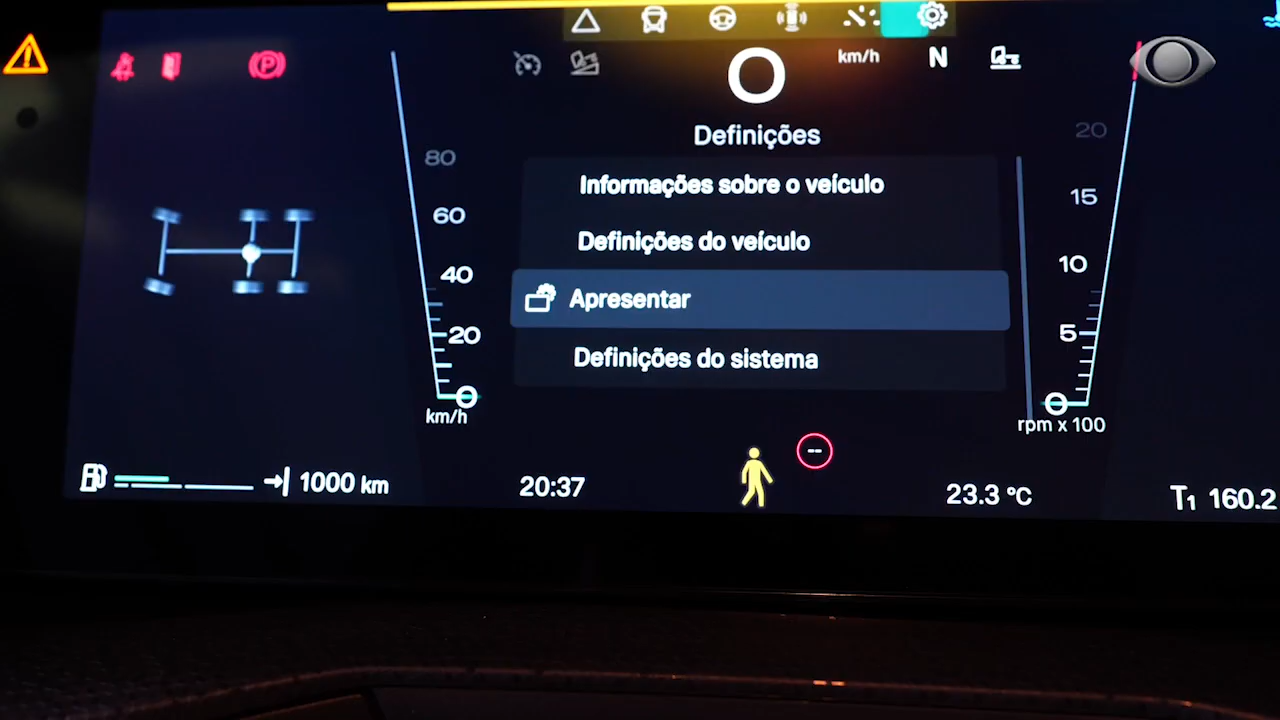 km/h
N
0
Definições
Informações sobre o veículo
Definições do veículo
Apresentar
Definições do sistema
80
60
40
20
0
km/h
20
15
10
5
0
rpm x 100
P
1000 km
20:37
--
23.3 °C
T1 160.2